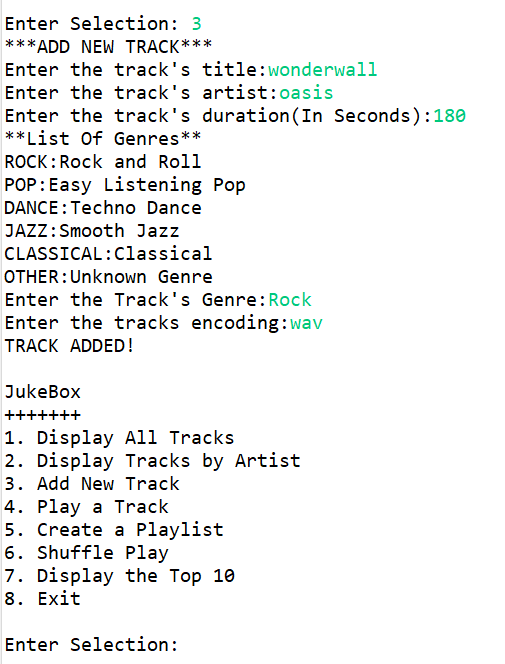 Enter Selection: 3
***ADD NEW TRACK***
Enter the track's title:wonderwall
Enter the track's artist:oasis
Enter the track's duration(In Seconds):180
**List Of Genres**
ROCK:Rock and Roll
POP:Easy Listening Pop
DANCE:Techno Dance
JAZZ:Smooth Jazz
CLASSICAL:Classical
OTHER:Unknown Genre
Enter the Track's Genre:Rock
Enter the tracks encoding:wav
TRACK ADDED!
JukeBox
+++++++
1. Display All Tracks
2. Display Tracks by Artist
3. Add New Track
4. Play a Track
5. Create a Playlist
6. Shuffle Play
7. Display the Top 10
8. Exit
Enter Selection: